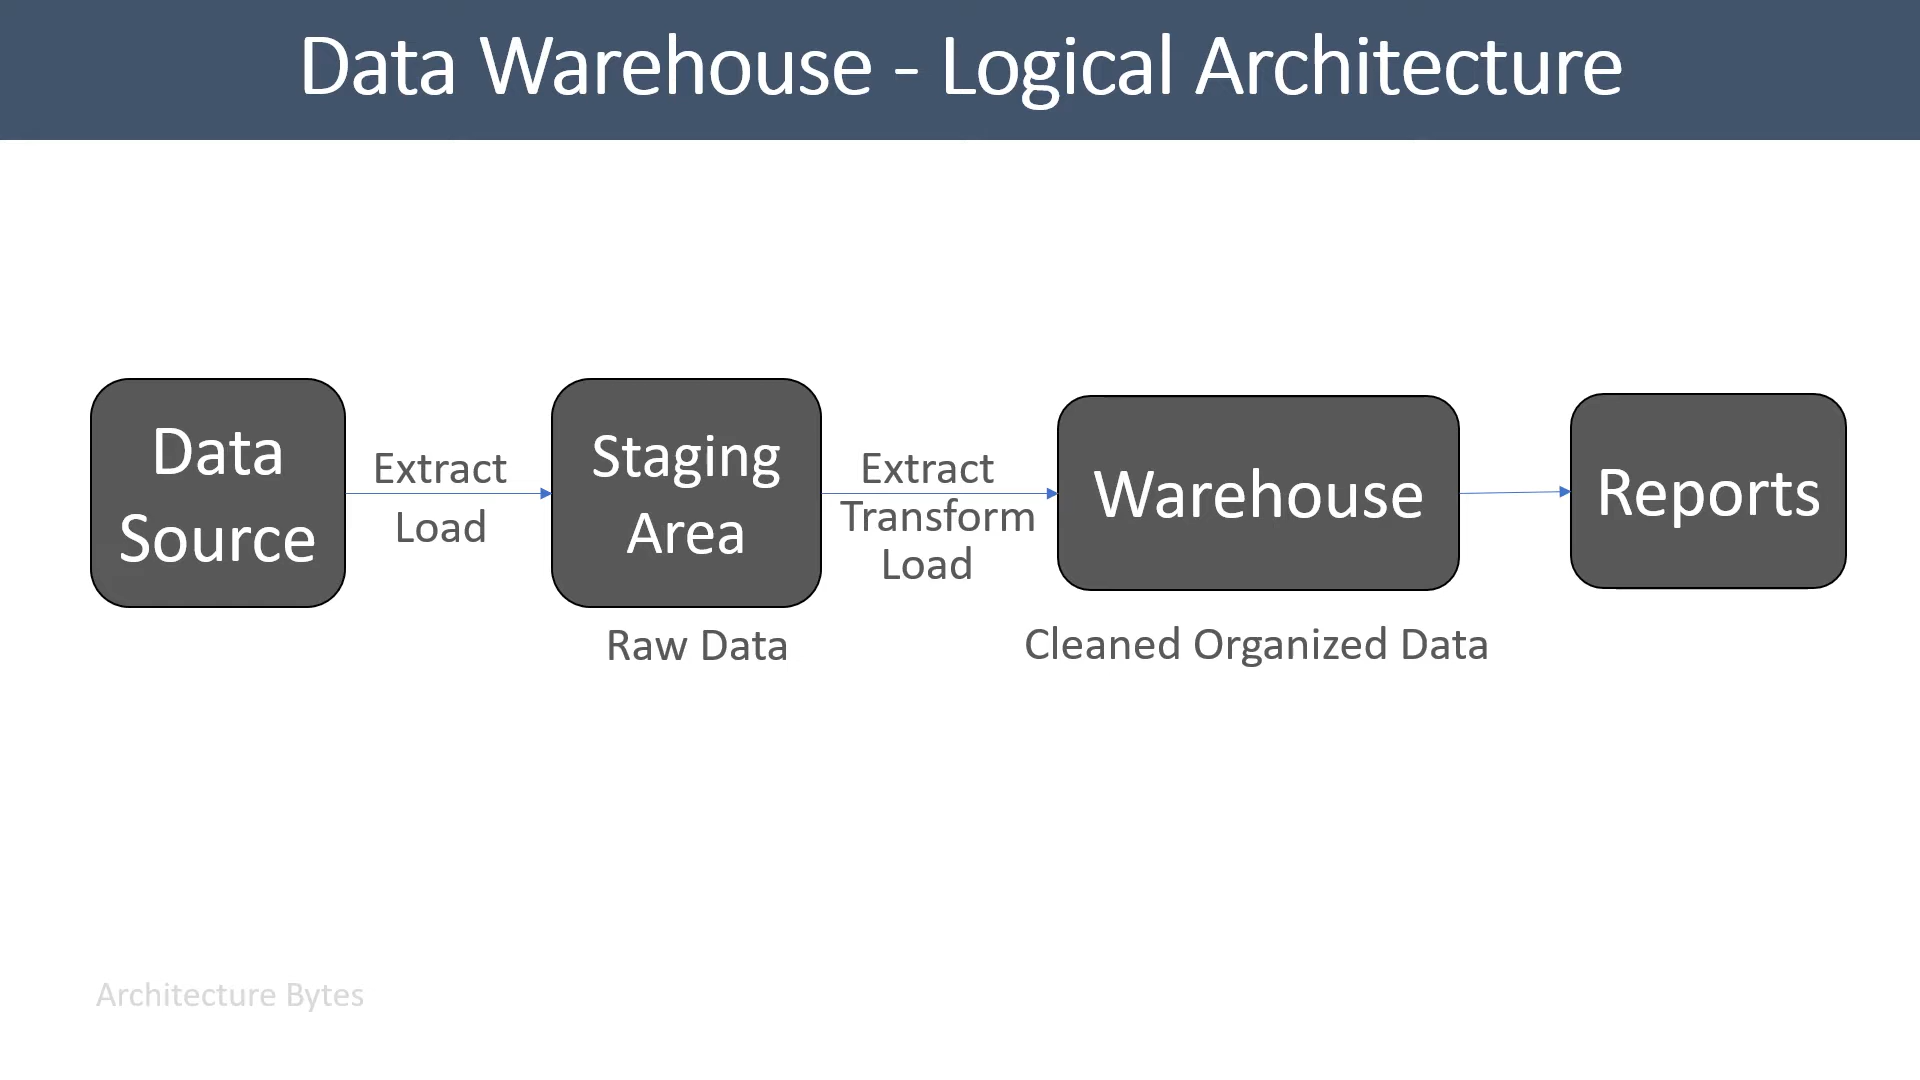 Data Warehouse - Logical Architecture
Data
Source
Extract
Load
Staging
Area
Raw Data
Extract
Transform
Load
Warehouse
Cleaned Organized Data
Reports
Architecture Bytes